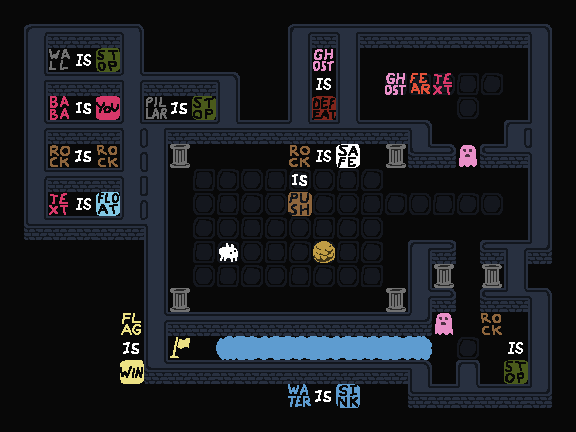 WALL IS STOP
BABA IS YOU
PILLAR IS STOP
ROCK IS ROCK
TEXT IS FLOAT
GHOST
IS
DEFEAT
GHOST FEAR TEXT
ROCK IS SAFE
IS
PUSH
FLAG
IS
WIN
WATER IS SINK
ROCK
IS
STOP